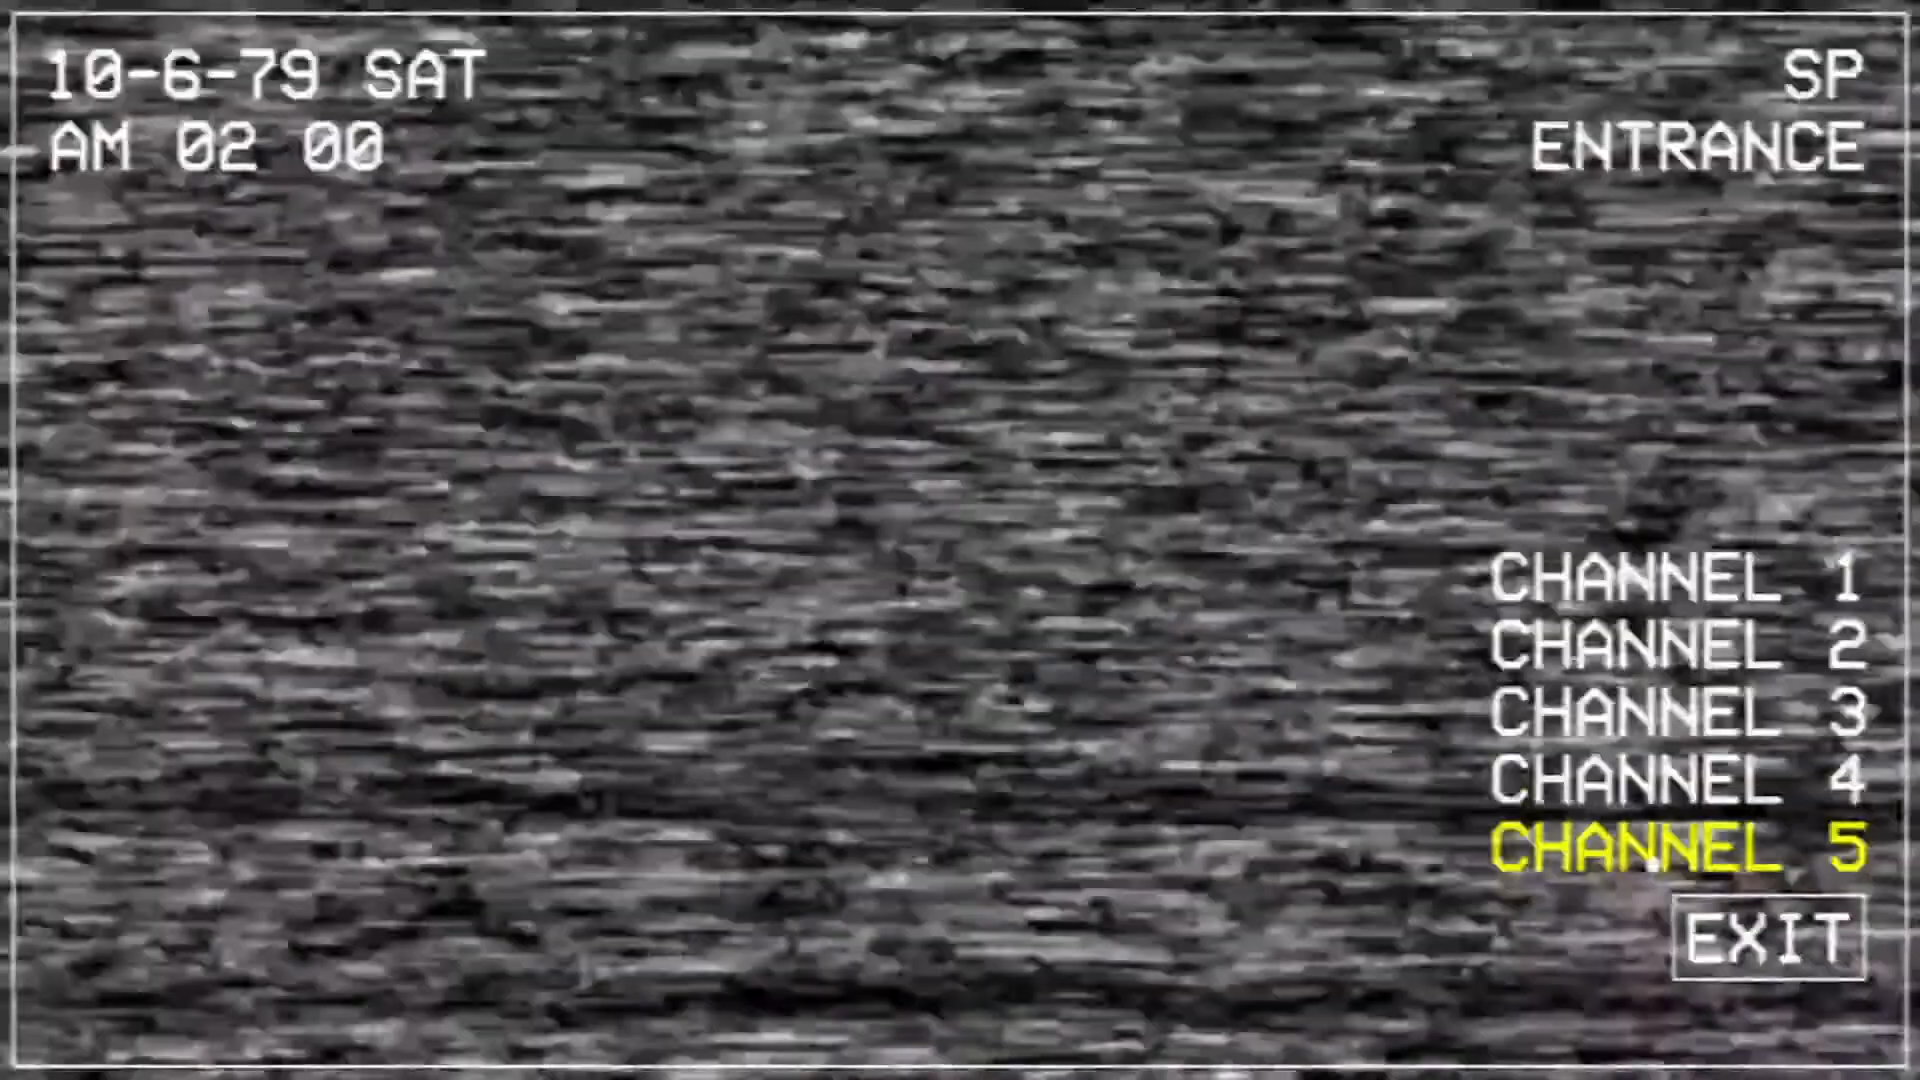 10-6-79 SAT
AM 02 00
SP
ENTRANCE
CHANNEL 1
CHANNEL 2
CHANNEL 3
CHANNEL 4
CHANNEL 5
EXIT